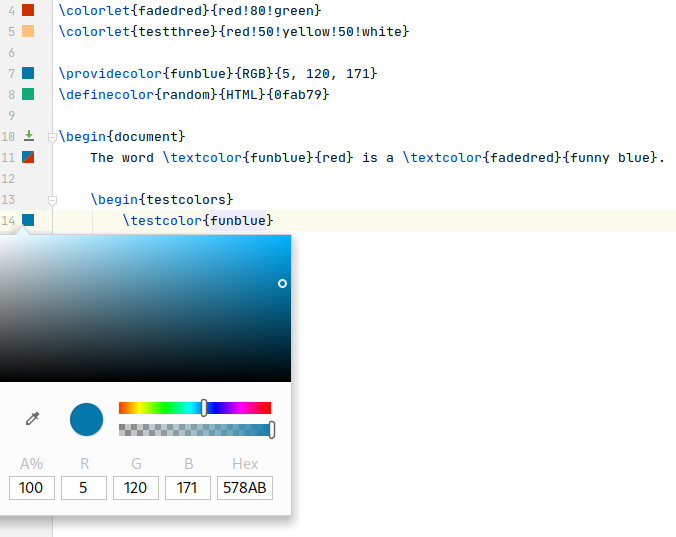 4 \colorlet{fadedred}{red!80!green}
5 \colorlet{testthree}{red!50!yellow!50!white}
6
7 \providecolor{funblue}{RGB}{5, 120, 171}
8 \definecolor{random}{HTML}{0fab79}
9
10 \begin{document}
11 The word \textcolor{funblue}{red} is a \textcolor{fadedred}{funny blue}.
12
13 \begin{testcolors}
14 \testcolor{funblue}
A% R G B Hex
100 5 120 171 578AB